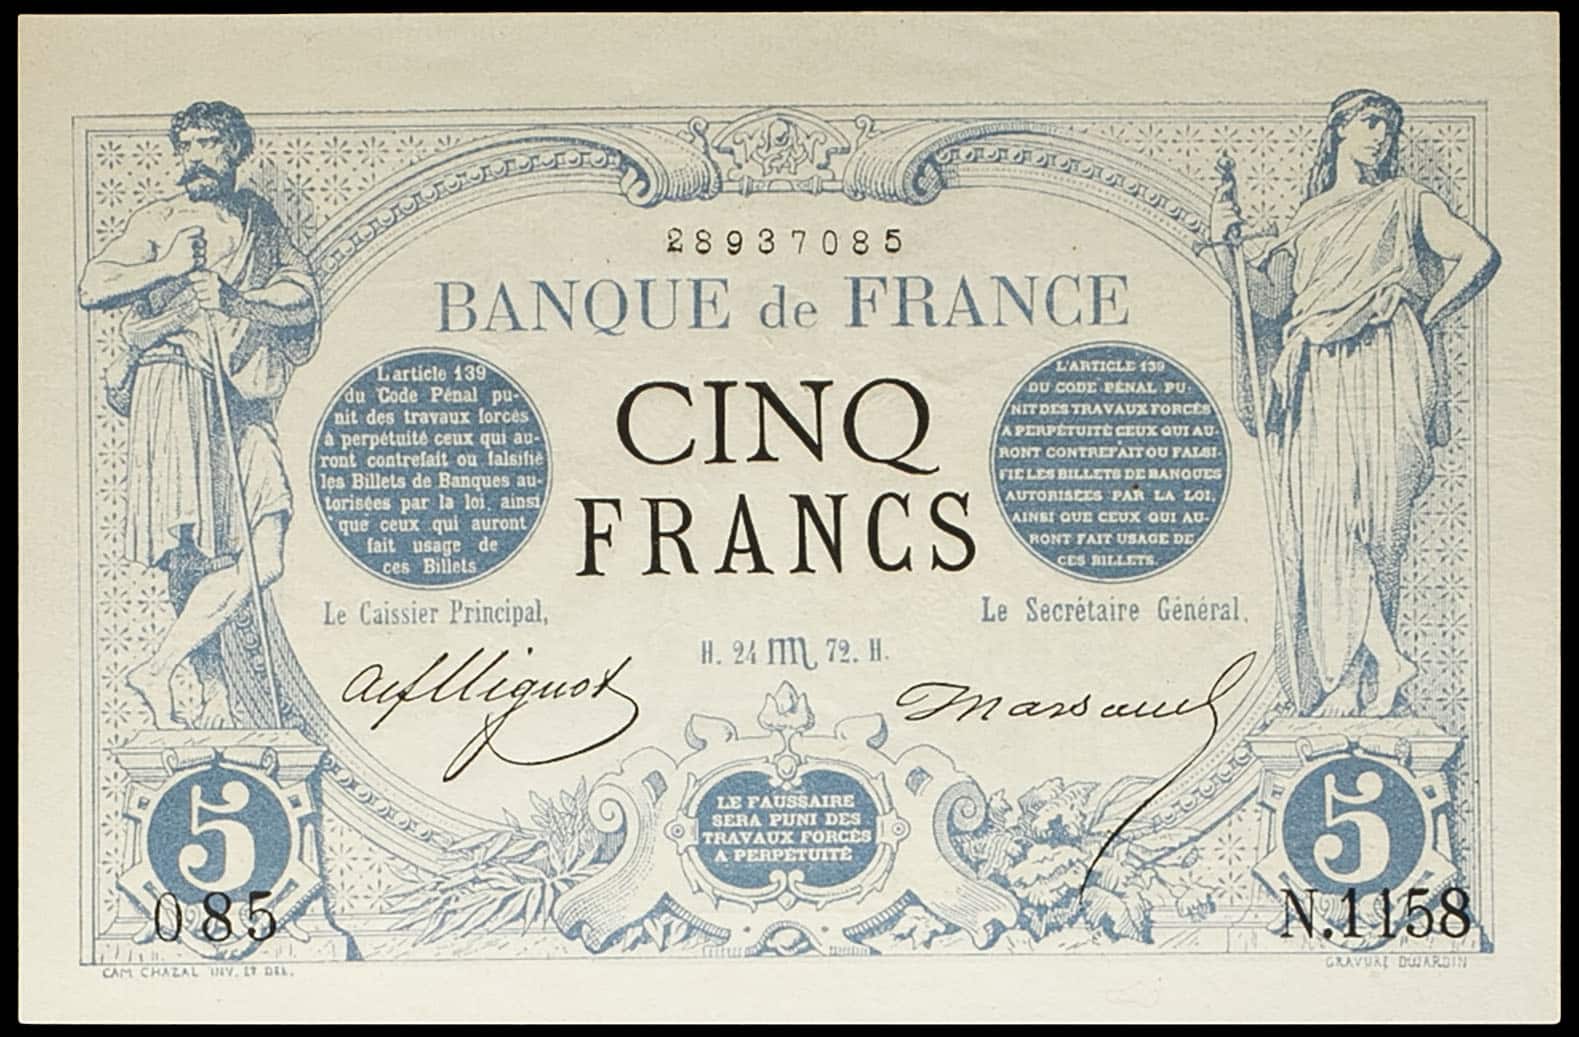 28937085
BANQUE de FRANCE
CINQ
FRANCS
L'article 139
du Code Pénal pu-
nit des travaux forcés
à perpétuité ceux qui au-
ront contrefait ou falsifié
les Billets de Banques au-
torisées par la loi, ainsi
que ceux qui auront
fait usage de
ces Billets
L'ARTICLE 139
DU CODE PÉNAL PU-
NIT DES TRAVAUX FORCÉS
A PERPÉTUITÉ CEUX QUI AU-
RONT CONTREFAIT OU FALSI-
FIÉ LES BILLETS DE BANQUES
AUTORISÉES PAR LA LOI,
AINSI QUE CEUX QUI AU-
RONT FAIT USAGE DE
CES BILLETS.
Le Caissier Principal,
Le Secrétaire Général,
H. 24 72. H.
Mignot
Marsaud
5
LE FAUSSAIRE
SERA PUNI DES
TRAVAUX FORCÉS
A PERPÉTUITÉ
5
085
N.1158
CAM. CHAZAL INV. ET DEL.
GRAVURE DUJARDIN